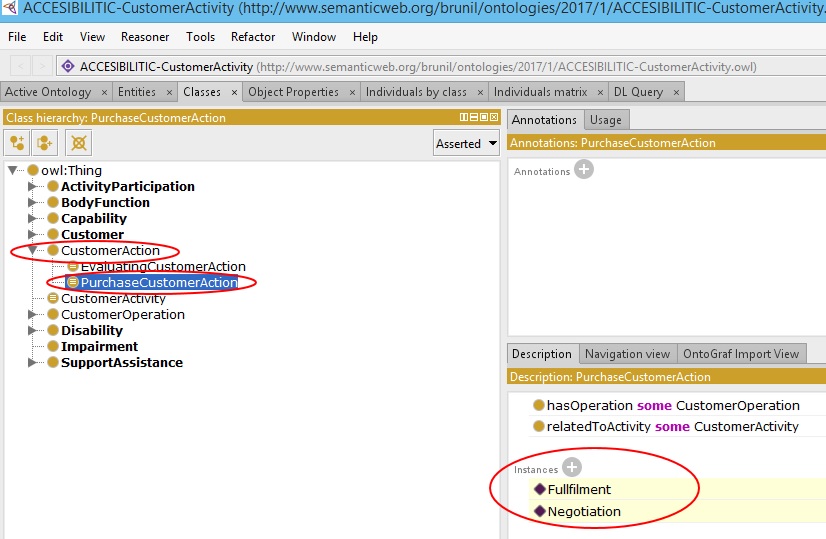 ACCESIBILITIC-CustomerActivity (http://www.semanticweb.org/brunil/ontologies/2017/1/ACCESIBILITIC-CustomerActivity.
File Edit View Reasoner Tools Refactor Window Help
ACCESIBILITIC-CustomerActivity (http://www.semanticweb.org/brunil/ontologies/2017/1/ACCESIBILITIC-CustomerActivity.owl)
Active Ontology × Entities × Classes × Object Properties × Individuals by class × Individuals matrix × DL Query ×
Class hierarchy: PurchaseCustomerAction
Asserted
owl:Thing
ActivityParticipation
BodyFunction
Capability
Customer
CustomerAction
EvaluatingCustomerAction
PurchaseCustomerAction
CustomerActivity
CustomerOperation
Disability
Impairment
SupportAssistance
Annotations Usage
Annotations: PurchaseCustomerAction
Annotations
Description Navigation view OntoGraf Import View
Description: PurchaseCustomerAction
hasOperation some CustomerOperation
relatedToActivity some CustomerActivity
Instances
Fullfilment
Negotiation